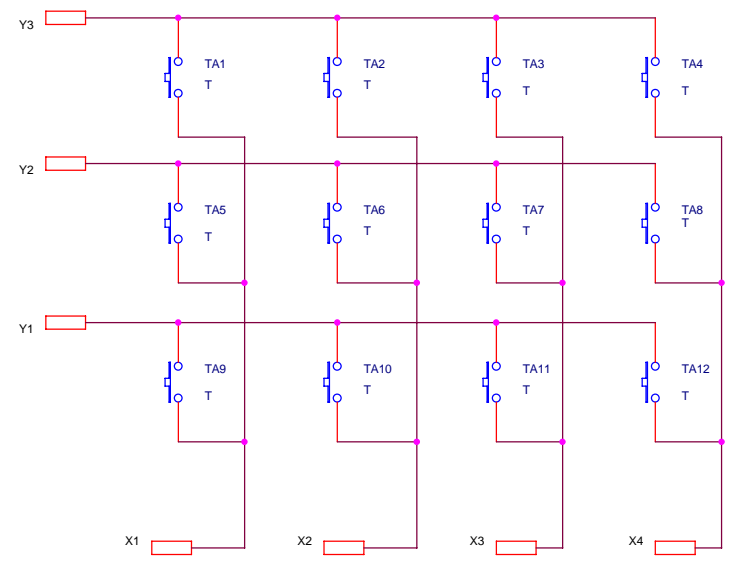 Y3
TA1 TA2 TA3 TA4
T T T T
Y2
TA5 TA6 TA7 TA8
T T T T
Y1
TA9 TA10 TA11 TA12
T T T T
X1 X2 X3 X4